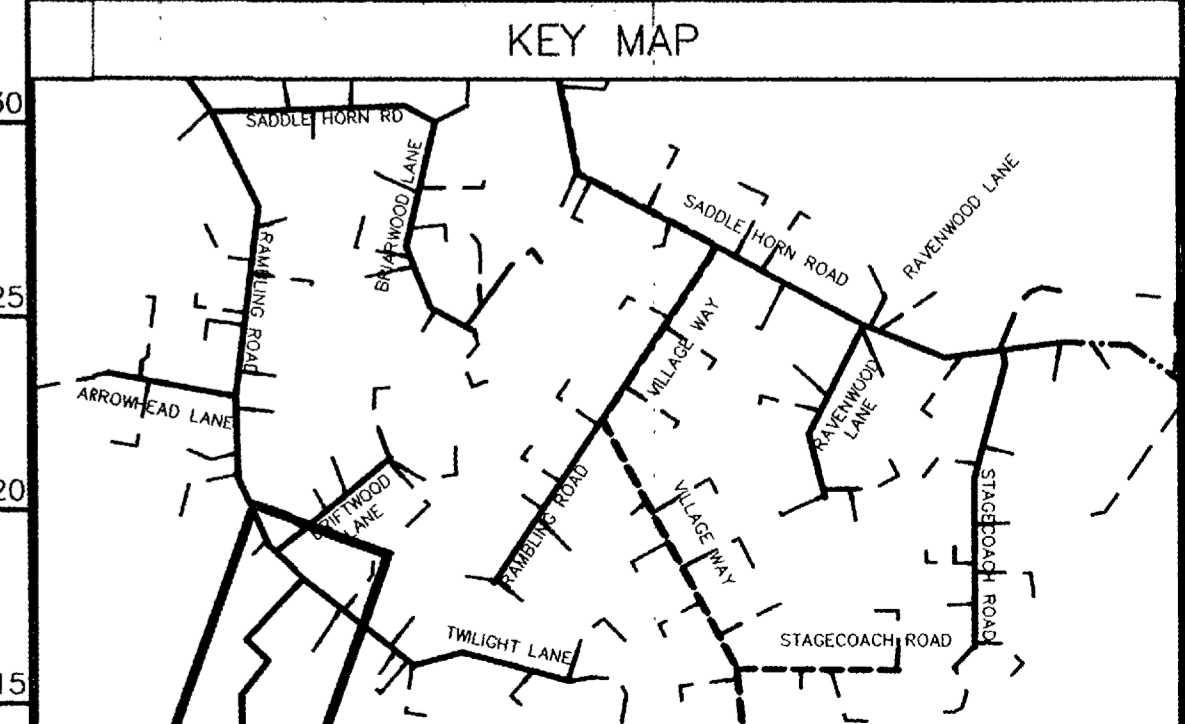 KEY MAP
30
SADDLE HORN RD
BRIARWOOD LANE
SADDLE HORN ROAD
RAVENWOOD LANE
RAMBLING ROAD
25
VILLAGE WAY
ARROWHEAD LANE
RAVENWOOD
LANE
20
DRIFTWOOD
LANE
RAMBLING ROAD
VILLAGE WAY
STAGECOACH ROAD
TWILIGHT LANE
STAGECOACH ROAD
15